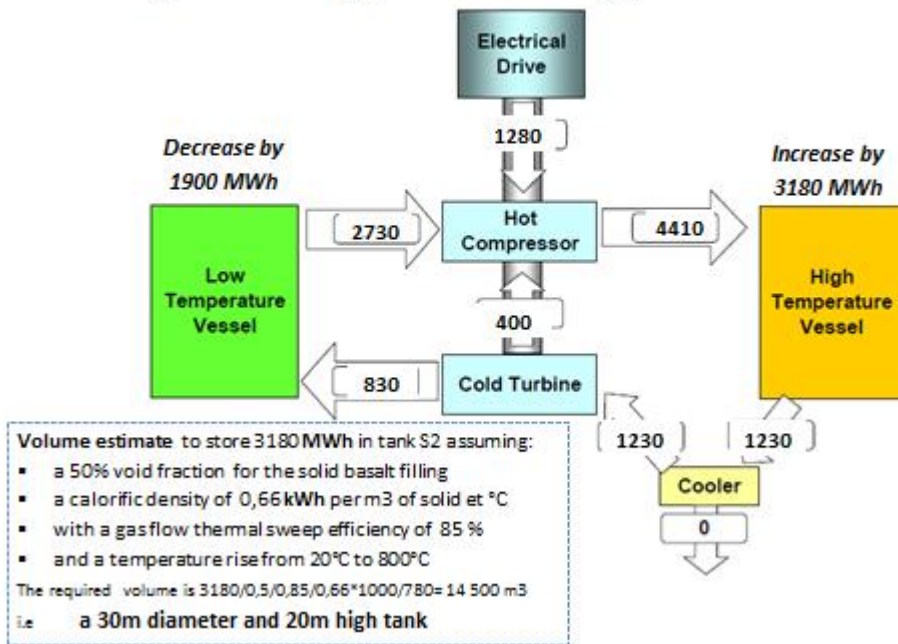 Electrical
Drive
1280
Decrease by
1900 MWh
Increase by
3180 MWh
2730
Hot
Compressor
4410
Low
Temperature
Vessel
High
Temperature
Vessel
400
830
Cold Turbine
1230
1230
Cooler
0
Volume estimate to store 3180 MWh in tank S2 assuming:
▪ a 50% void fraction for the solid basalt filling
▪ a calorific density of 0,66 kWh per m3 of solid et °C
▪ with a gas flow thermal sweep efficiency of 85 %
▪ and a temperature rise from 20°C to 800°C
The required volume is 3180/0,5/0,85/0,66*1000/780= 14 500 m3
i.e a 30m diameter and 20m high tank